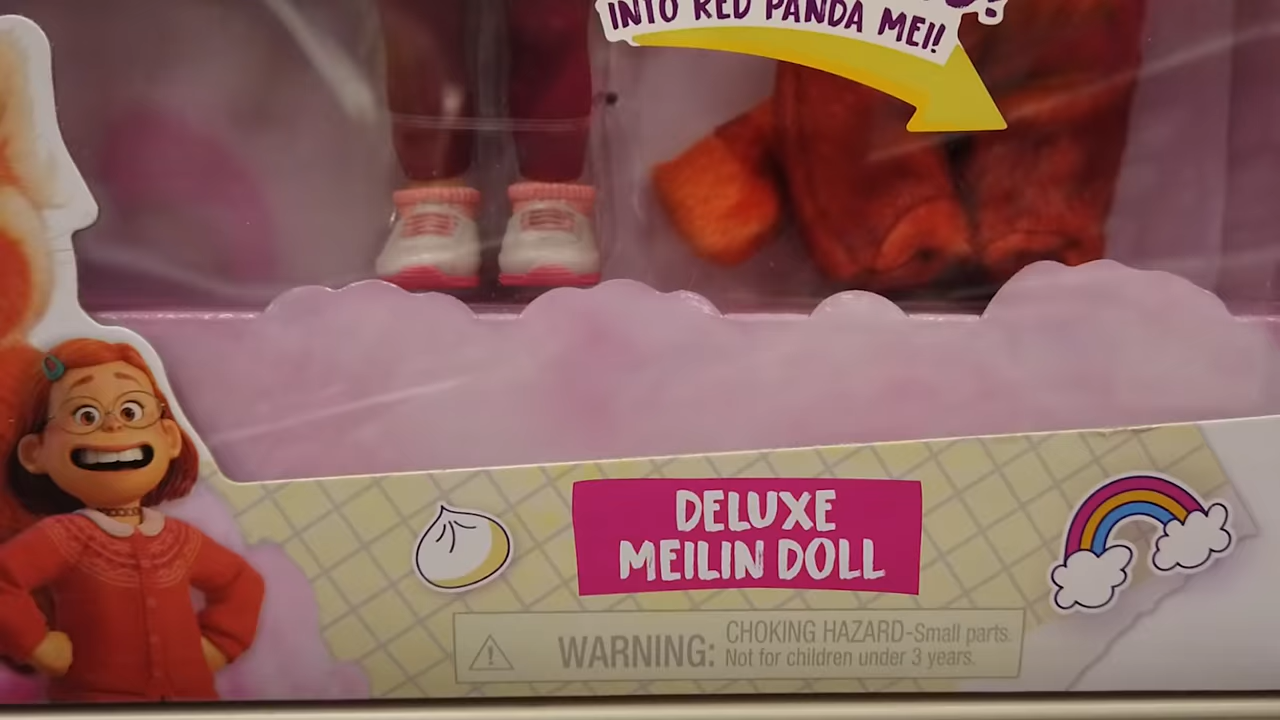 INTO RED PANDA MEI!
DELUXE
MEILIN DOLL
WARNING: CHOKING HAZARD-Small parts.
Not for children under 3 years.